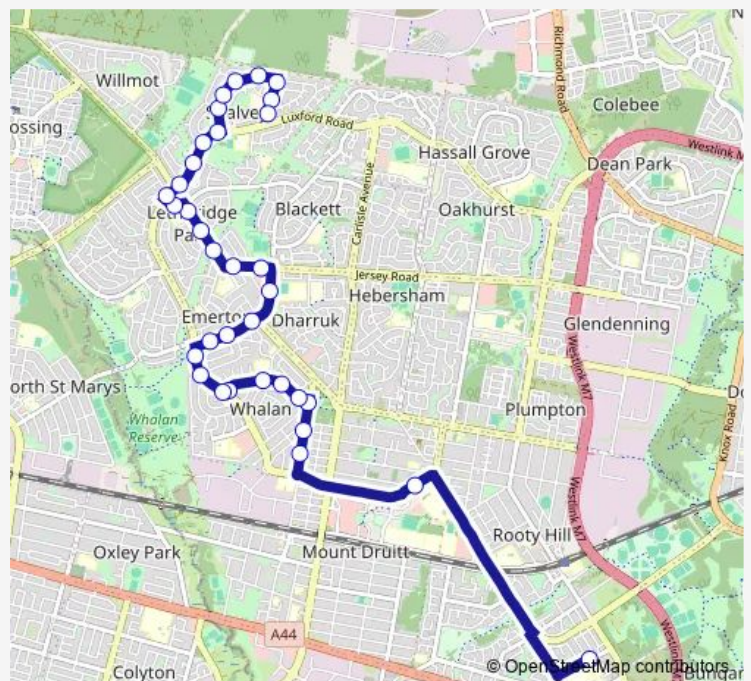 Richmond Road
Willmot
Colebee
Luxford Road
Westlink M
Hassall Grove
Dean Park
Carlisle Avenue
Blackett
Oakhurst
Jersey Road
Hebersham
Dharruk
Glendenning
Westlink M7
orth St Marys
Whalan
Plumpton
Whalan
Reserve
Knox Road
Westlink M7
Rooty Hill
Oxley Park
Mount Druitt
A44
Colyton
© OpenStreetMap contributors